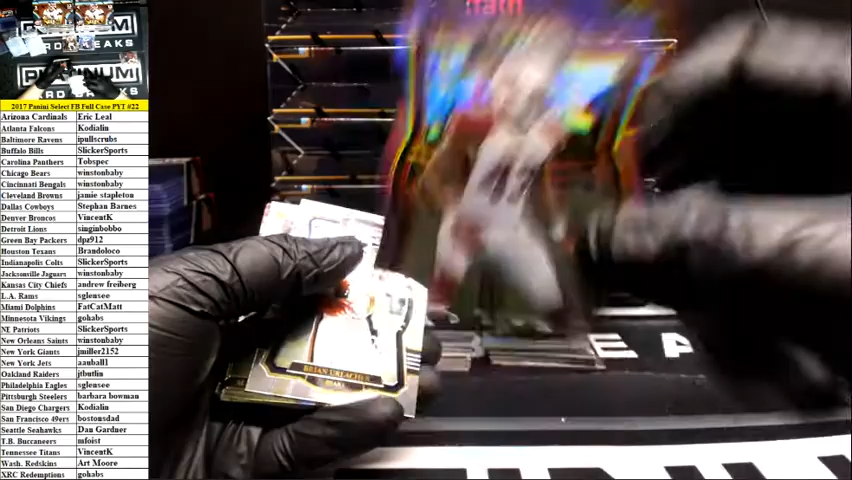 2017 Panini Select FB Full Case PYT #22
Arizona Cardinals Eric Leal
Atlanta Falcons Kodialin
Baltimore Ravens ipullscrubs
Buffalo Bills SlickerSports
Carolina Panthers Tobspec
Chicago Bears winstonbaby
Cincinnati Bengals winstonbaby
Cleveland Browns jamie stapleton
Dallas Cowboys Stephan Barnes
Denver Broncos VincentK
Detroit Lions singinbobbo
Green Bay Packers dpz912
Houston Texans Brandoloco
Indianapolis Colts SlickerSports
Jacksonville Jaguars winstonbaby
Kansas City Chiefs andrew freiberg
L.A. Rams sglensee
Miami Dolphins FatCatMatt
Minnesota Vikings gohabs
NE Patriots SlickerSports
New Orleans Saints winstonbaby
New York Giants jmiller2152
New York Jets aauball1
Oakland Raiders jtbutlin
Philadelphia Eagles sglensee
Pittsburgh Steelers barbara bowman
San Diego Chargers Kodialin
San Francisco 49ers bostonsdad
Seattle Seahawks Dan Gardner
T.B. Buccaneers mfoist
Tennessee Titans VincentK
Wash. Redskins Art Moore
XRC Redemptions gohabs
BRIAN URLACHER